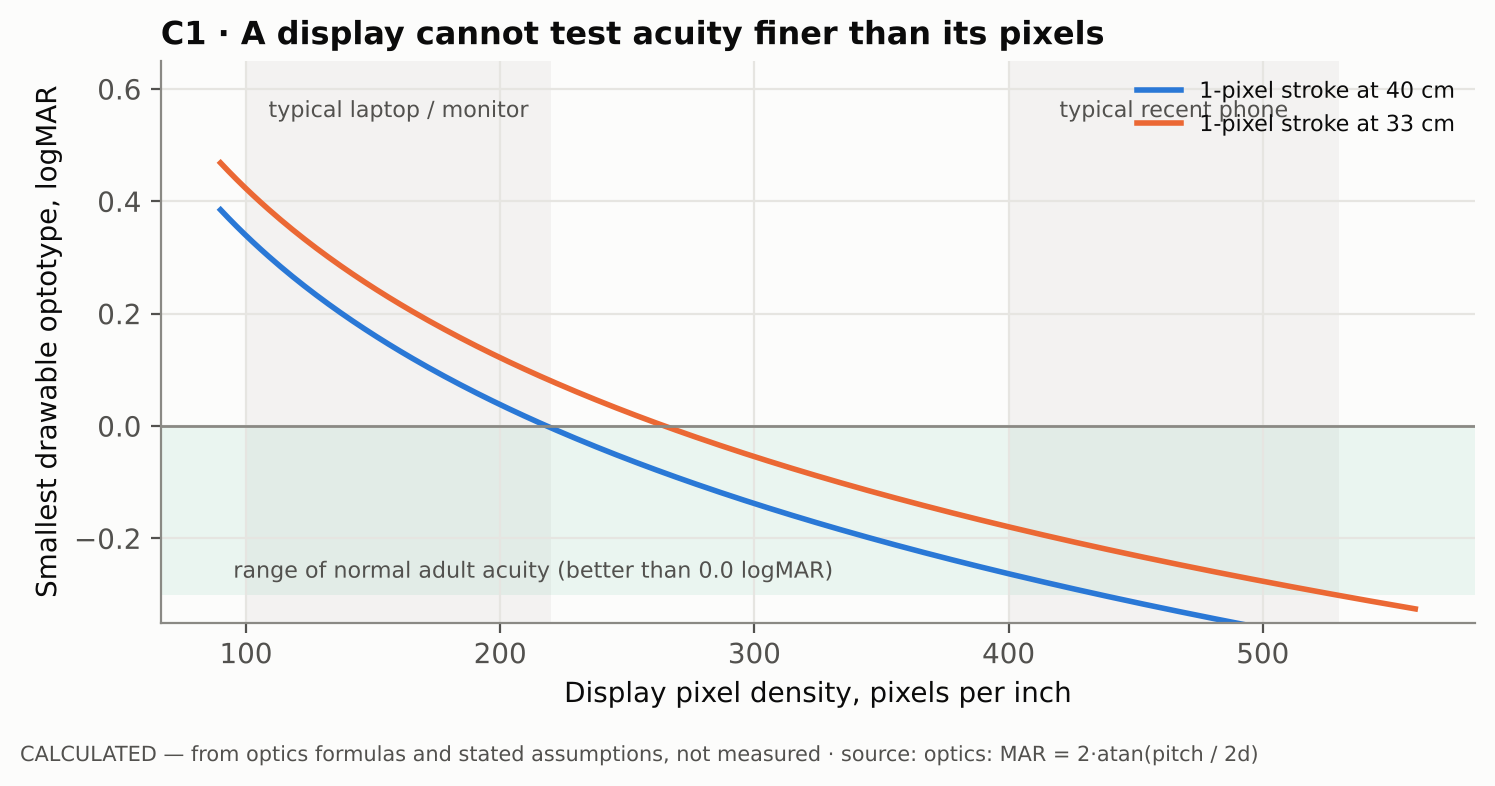 C1 · A display cannot test acuity finer than its pixels
Smallest drawable optotype, logMAR
0.6
0.4
0.2
0.0
−0.2
typical laptop / monitor
typical recent phone
1-pixel stroke at 40 cm
1-pixel stroke at 33 cm
range of normal adult acuity (better than 0.0 logMAR)
100 200 300 400 500
Display pixel density, pixels per inch
CALCULATED — from optics formulas and stated assumptions, not measured · source: optics: MAR = 2·atan(pitch / 2d)